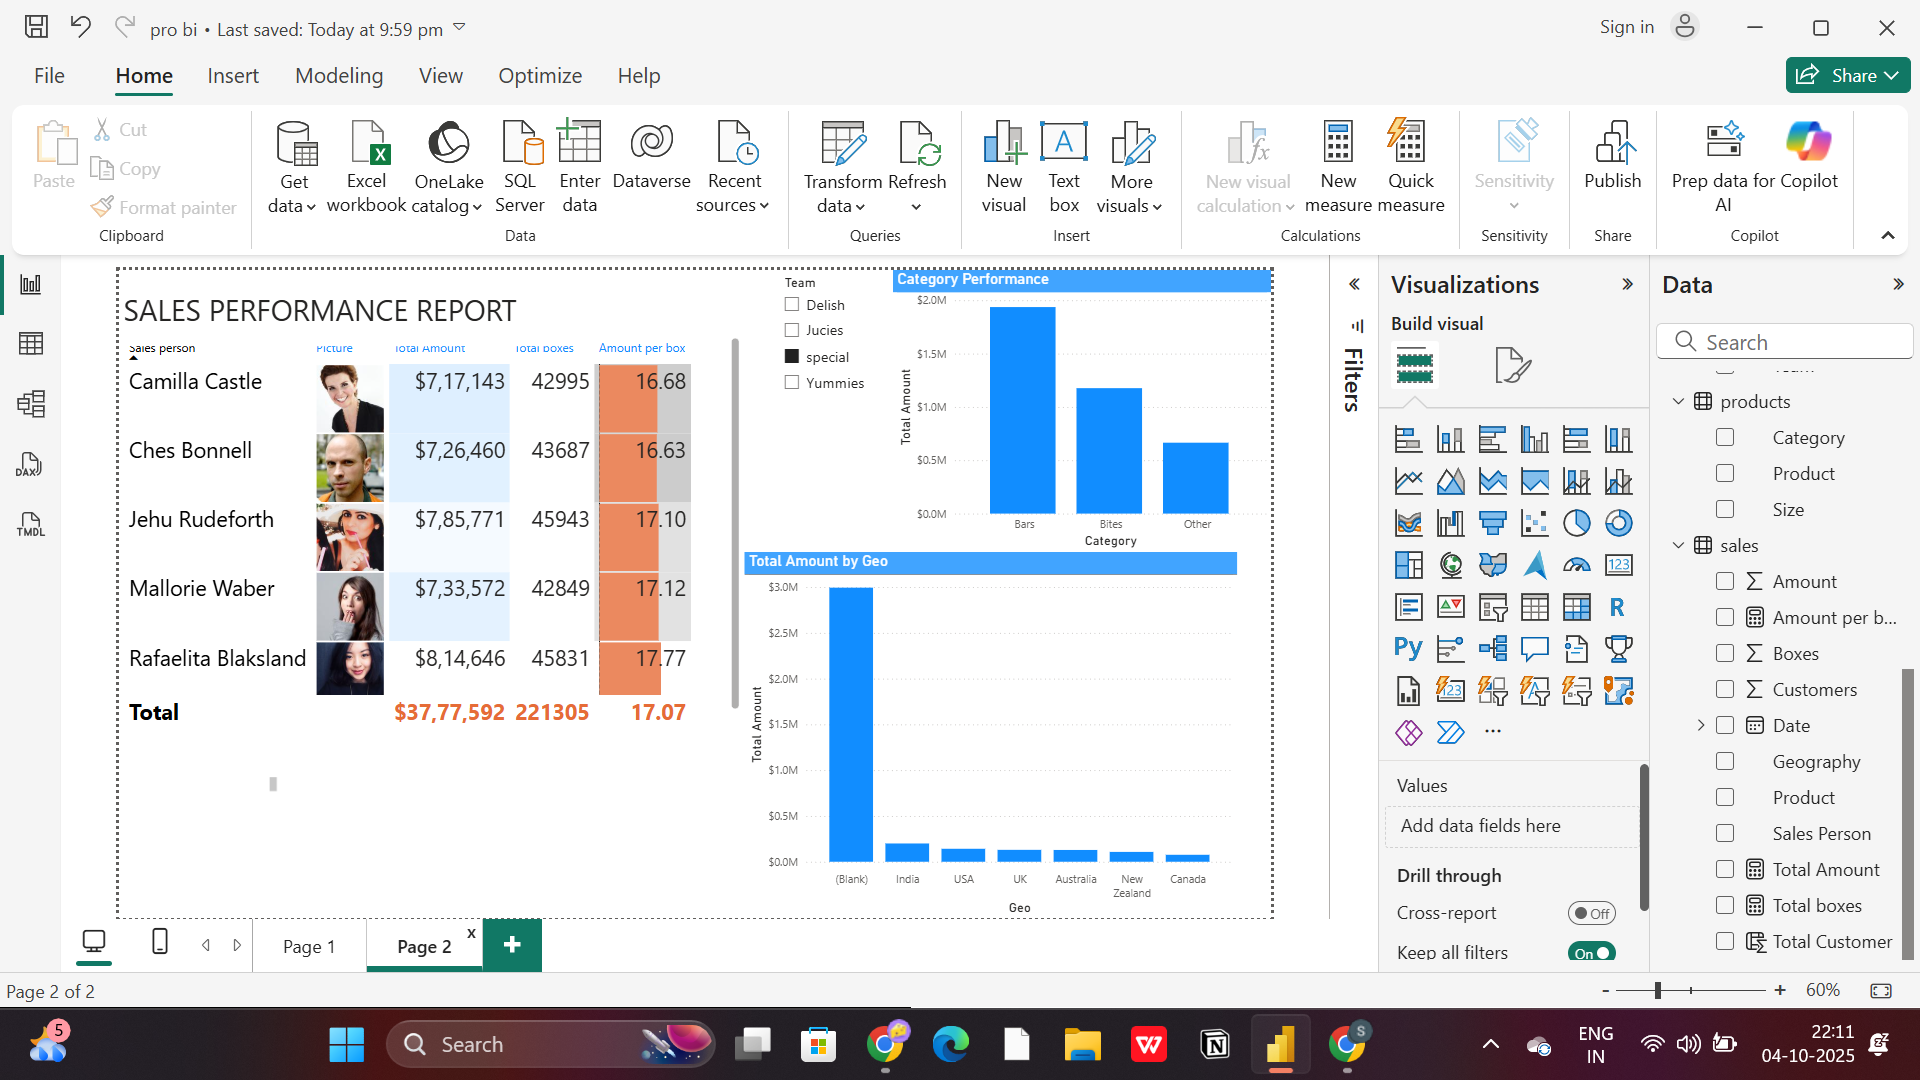 pro bi • Last saved: Today at 9:59 pm
Sign in
File Home Insert Modeling View Optimize Help
Share
Paste
Cut
Copy
Format painter
Clipboard
Get data
Excel workbook
OneLake catalog
SQL Server
Enter data
Dataverse
Recent sources
Data
Transform data
Refresh
Queries
New visual
Text box
More visuals
Insert
New visual calculation
New measure
Quick measure
Calculations
Sensitivity
Sensitivity
Publish
Share
Prep data for AI
Copilot
Copilot
SALES PERFORMANCE REPORT
Sales person Picture Total Amount Total boxes Amount per box
Camilla Castle $7,17,143 42995 16.68
Ches Bonnell $7,26,460 43687 16.63
Jehu Rudeforth $7,85,771 45943 17.10
Mallorie Waber $7,33,572 42849 17.12
Rafaelita Blaksland $8,14,646 45831 17.77
Total $37,77,592 221305 17.07
Team
Delish
Jucies
special
Yummies
Category Performance
$2.0M
$1.5M
$1.0M
$0.5M
$0.0M
Total Amount
Bars Bites Other
Category
Total Amount by Geo
$3.0M
$2.5M
$2.0M
$1.5M
$1.0M
$0.5M
$0.0M
Total Amount
(Blank) India USA UK Australia New Zealand Canada
Geo
Filters
Visualizations
Build visual
123
R
Py
123
Values
Add data fields here
Drill through
Cross-report Off
Keep all filters On
Data
Search
products
Category
Product
Size
sales
Amount
Amount per b...
Boxes
Customers
Date
Geography
Product
Sales Person
Total Amount
Total boxes
Total Customer
DAX
TMDL
Page 1
Page 2 x
Page 2 of 2
- + 60%
5
Search
S
ENG
IN
22:11
04-10-2025